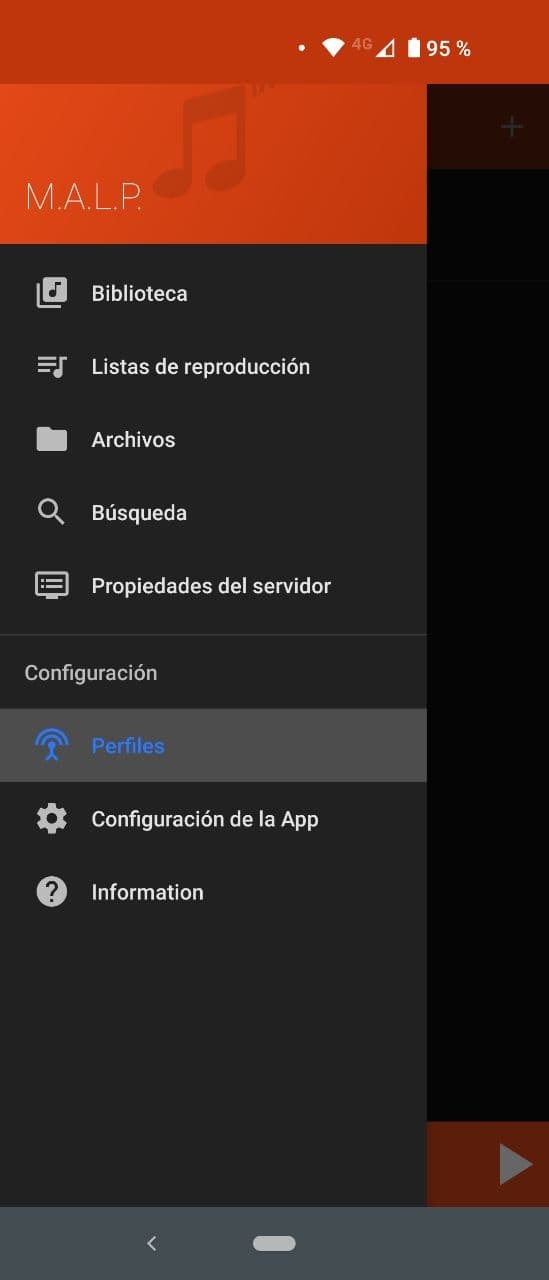 4G 95 %
M.A.L.P.
Biblioteca
Listas de reproducción
Archivos
Búsqueda
Propiedades del servidor
Configuración
Perfiles
Configuración de la App
Information